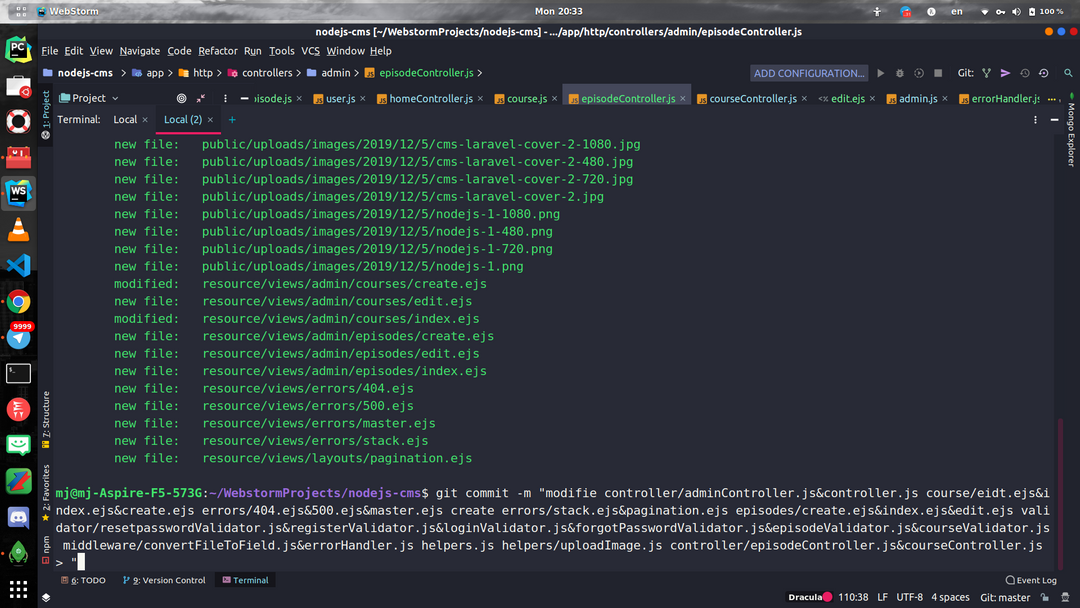 WebStorm
Mon 20:33
en
100 %
nodejs-cms [~/WebstormProjects/nodejs-cms] - .../app/http/controllers/admin/episodeController.js
File Edit View Navigate Code Refactor Run Tools VCS Window Help
nodejs-cms app http controllers admin episodeController.js
ADD CONFIGURATION...
Git:
Project
isode.js user.js homeController.js course.js episodeController.js courseController.js edit.ejs admin.js errorHandler.js
Terminal: Local Local (2) +
new file: public/uploads/images/2019/12/5/cms-laravel-cover-2-1080.jpg
new file: public/uploads/images/2019/12/5/cms-laravel-cover-2-480.jpg
new file: public/uploads/images/2019/12/5/cms-laravel-cover-2-720.jpg
new file: public/uploads/images/2019/12/5/cms-laravel-cover-2.jpg
new file: public/uploads/images/2019/12/5/nodejs-1-1080.png
new file: public/uploads/images/2019/12/5/nodejs-1-480.png
new file: public/uploads/images/2019/12/5/nodejs-1-720.png
new file: public/uploads/images/2019/12/5/nodejs-1.png
modified: resource/views/admin/courses/create.ejs
new file: resource/views/admin/courses/edit.ejs
modified: resource/views/admin/courses/index.ejs
new file: resource/views/admin/episodes/create.ejs
new file: resource/views/admin/episodes/edit.ejs
new file: resource/views/admin/episodes/index.ejs
new file: resource/views/errors/404.ejs
new file: resource/views/errors/500.ejs
new file: resource/views/errors/master.ejs
new file: resource/views/errors/stack.ejs
new file: resource/views/layouts/pagination.ejs
mj@mj-Aspire-F5-573G:~/WebstormProjects/nodejs-cms$ git commit -m "modifie controller/adminController.js&controller.js course/eidt.ejs&i
ndex.ejs&create.ejs errors/404.ejs&500.ejs&master.ejs create errors/stack.ejs&pagination.ejs episodes/create.ejs&index.ejs&edit.ejs vali
dator/resetpasswordValidator.js&registerValidator.js&loginValidator.js&forgotPasswordValidator.js&episodeValidator.js&courseValidator.js
middleware/convertFileToField.js&errorHandler.js helpers.js helpers/uploadImage.js controller/episodeController.js&courseController.js
> "
1: Project
7: Structure
2: Favorites
npm
Mongo Explorer
PC
WS
9999
6: TODO 9: Version Control Terminal Event Log
Dracula 110:38 LF UTF-8 4 spaces Git: master